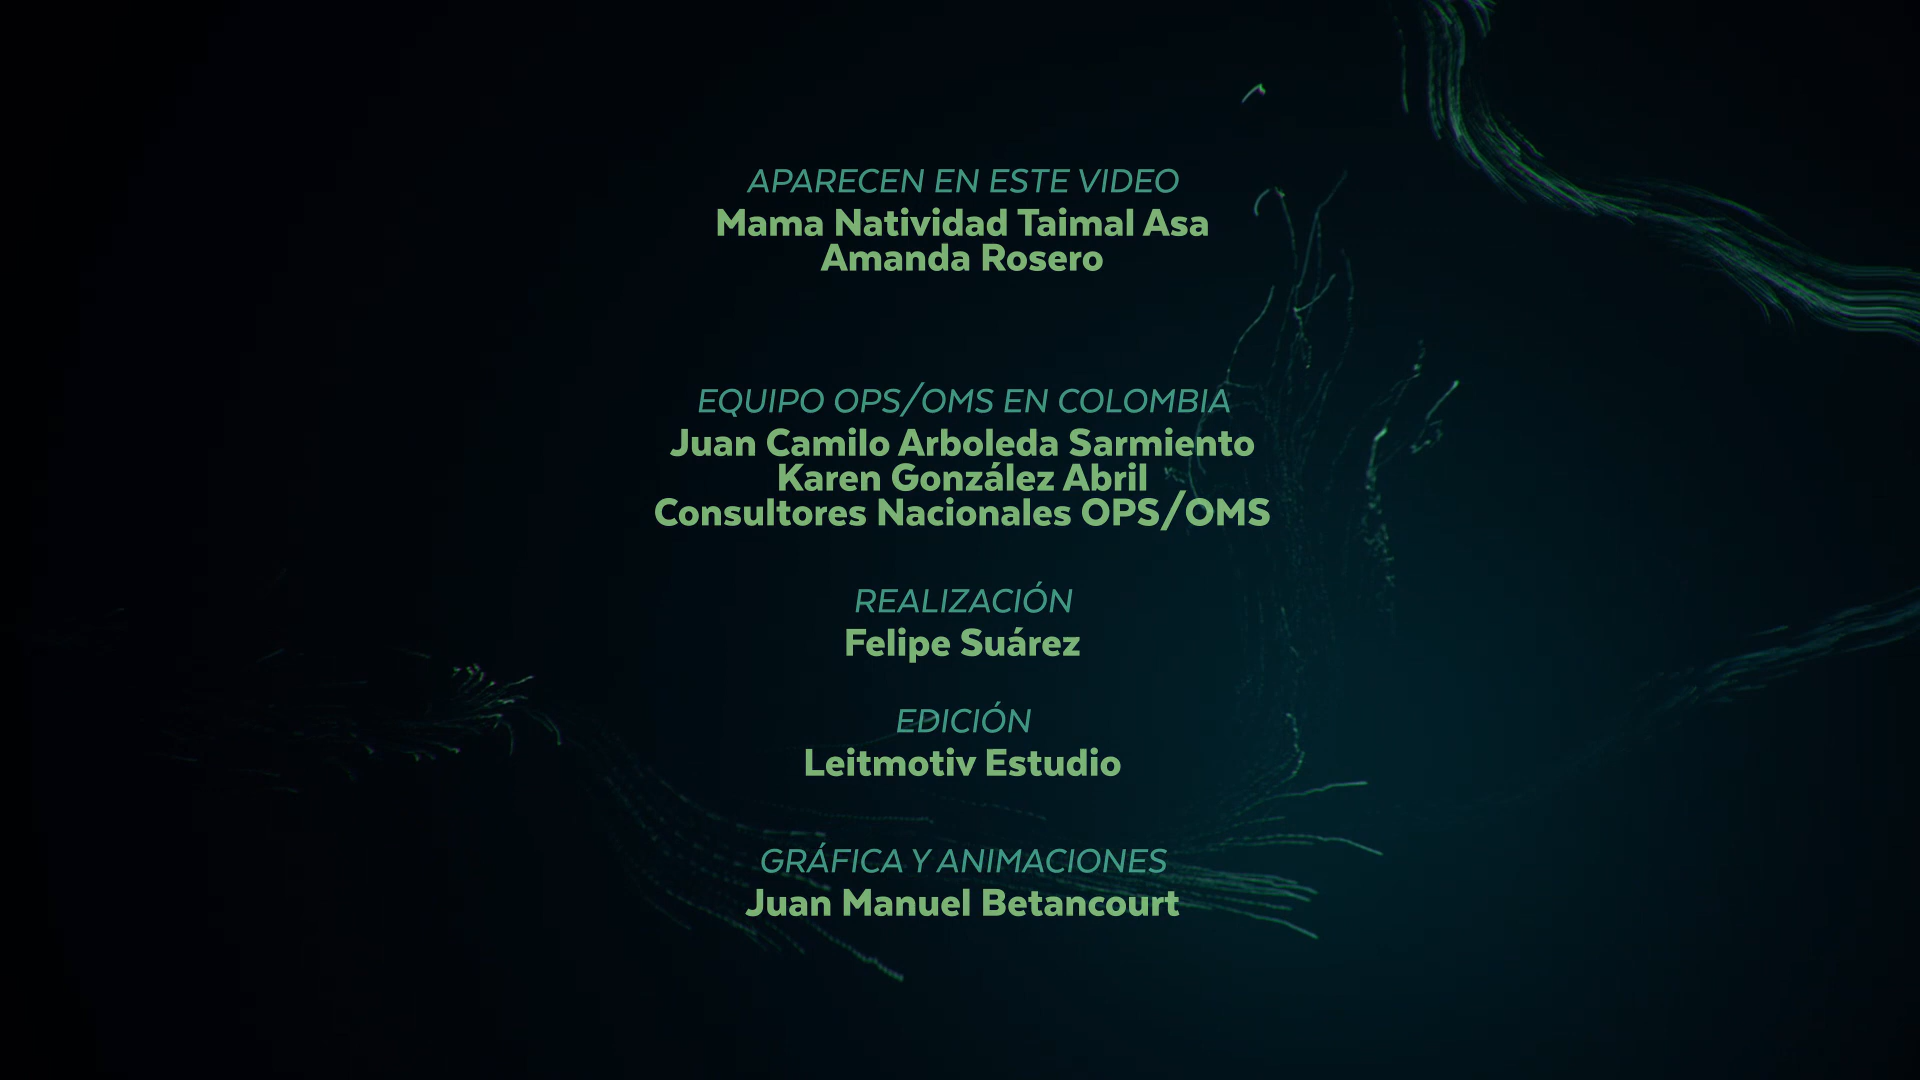 APARECEN EN ESTE VIDEO
Mama Natividad Taimal Asa
Amanda Rosero
EQUIPO OPS/OMS EN COLOMBIA
Juan Camilo Arboleda Sarmiento
Karen González Abril
Consultores Nacionales OPS/OMS
REALIZACIÓN
Felipe Suárez
EDICIÓN
Leitmotiv Estudio
GRÁFICA Y ANIMACIONES
Juan Manuel Betancourt